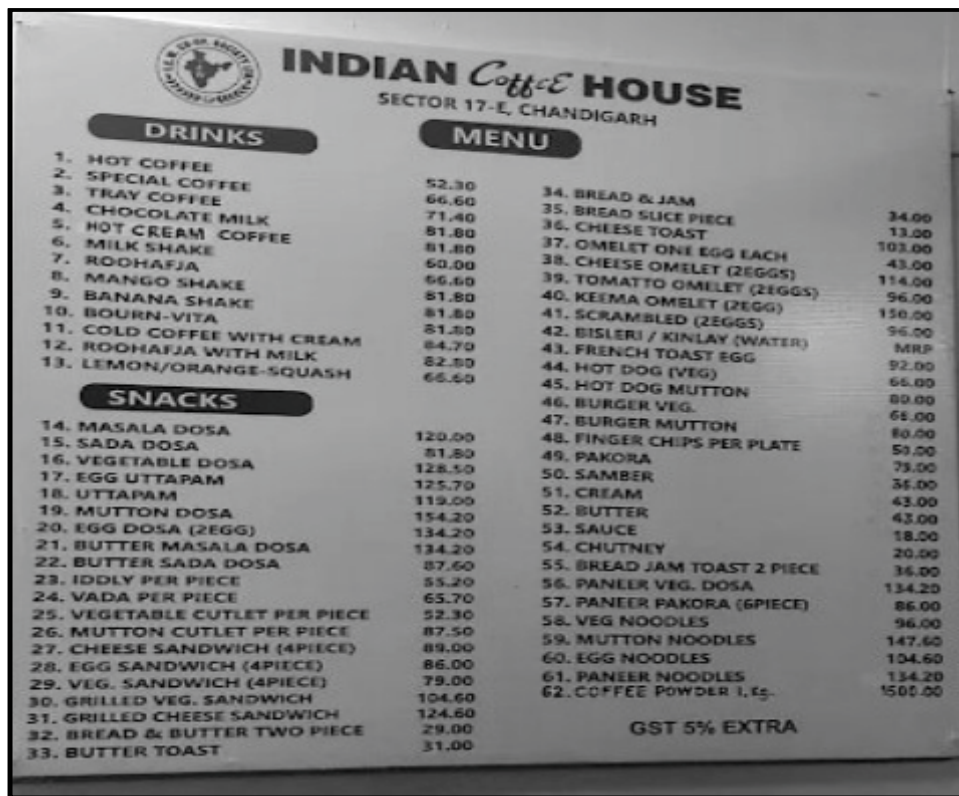 INDIAN Coffee HOUSE
SECTOR 17-E, CHANDIGARH
MENU
DRINKS
1. HOT COFFEE 52.30
2. SPECIAL COFFEE 66.60
3. TRAY COFFEE 71.40
4. CHOCOLATE MILK 81.80
5. HOT CREAM COFFEE 81.80
6. MILK SHAKE 60.00
7. ROOHAFJA 66.60
8. MANGO SHAKE 81.80
9. BANANA SHAKE 81.80
10. BOURN-VITA 81.80
11. COLD COFFEE WITH CREAM 84.70
12. ROOHAFJA WITH MILK 82.80
13. LEMON/ORANGE-SQUASH 66.60
SNACKS
14. MASALA DOSA 120.00
15. SADA DOSA 81.80
16. VEGETABLE DOSA 128.50
17. EGG UTTAPAM 125.70
18. UTTAPAM 119.00
19. MUTTON DOSA 154.20
20. EGG DOSA (2EGG) 134.20
21. BUTTER MASALA DOSA 134.20
22. BUTTER SADA DOSA 87.60
23. IDDLY PER PIECE 55.20
24. VADA PER PIECE 65.70
25. VEGETABLE CUTLET PER PIECE 52.30
26. MUTTON CUTLET PER PIECE 87.50
27. CHEESE SANDWICH (4PIECE) 89.00
28. EGG SANDWICH (4PIECE) 86.00
29. VEG. SANDWICH (4PIECE) 79.00
30. GRILLED VEG. SANDWICH 104.60
31. GRILLED CHEESE SANDWICH 124.60
32. BREAD & BUTTER TWO PIECE 29.00
33. BUTTER TOAST 31.00
34. BREAD & JAM 34.00
35. BREAD SLICE PIECE 13.00
36. CHEESE TOAST 103.00
37. OMELET ONE EGG EACH 43.00
38. CHEESE OMELET (2EGGS) 114.00
39. TOMATTO OMELET (2EGGS) 96.00
40. KEEMA OMELET (2EGG) 150.00
41. SCRAMBLED (2EGGS) 96.00
42. BISLERI / KINLAY (WATER) MRP
43. FRENCH TOAST EGG 92.00
44. HOT DOG (VEG) 66.00
45. HOT DOG MUTTON 80.00
46. BURGER VEG. 68.00
47. BURGER MUTTON 80.00
48. FINGER CHIPS PER PLATE 50.00
49. PAKORA 75.00
50. SAMBER 36.00
51. CREAM 43.00
52. BUTTER 43.00
53. SAUCE 18.00
54. CHUTNEY 20.00
55. BREAD JAM TOAST 2 PIECE 36.00
56. PANEER VEG. DOSA 134.20
57. PANEER PAKORA (6PIECE) 86.00
58. VEG NOODLES 96.00
59. MUTTON NOODLES 147.60
60. EGG NOODLES 104.60
61. PANEER NOODLES 134.20
62. COFFEE POWDER 1.Kg. 1500.00
GST 5% EXTRA